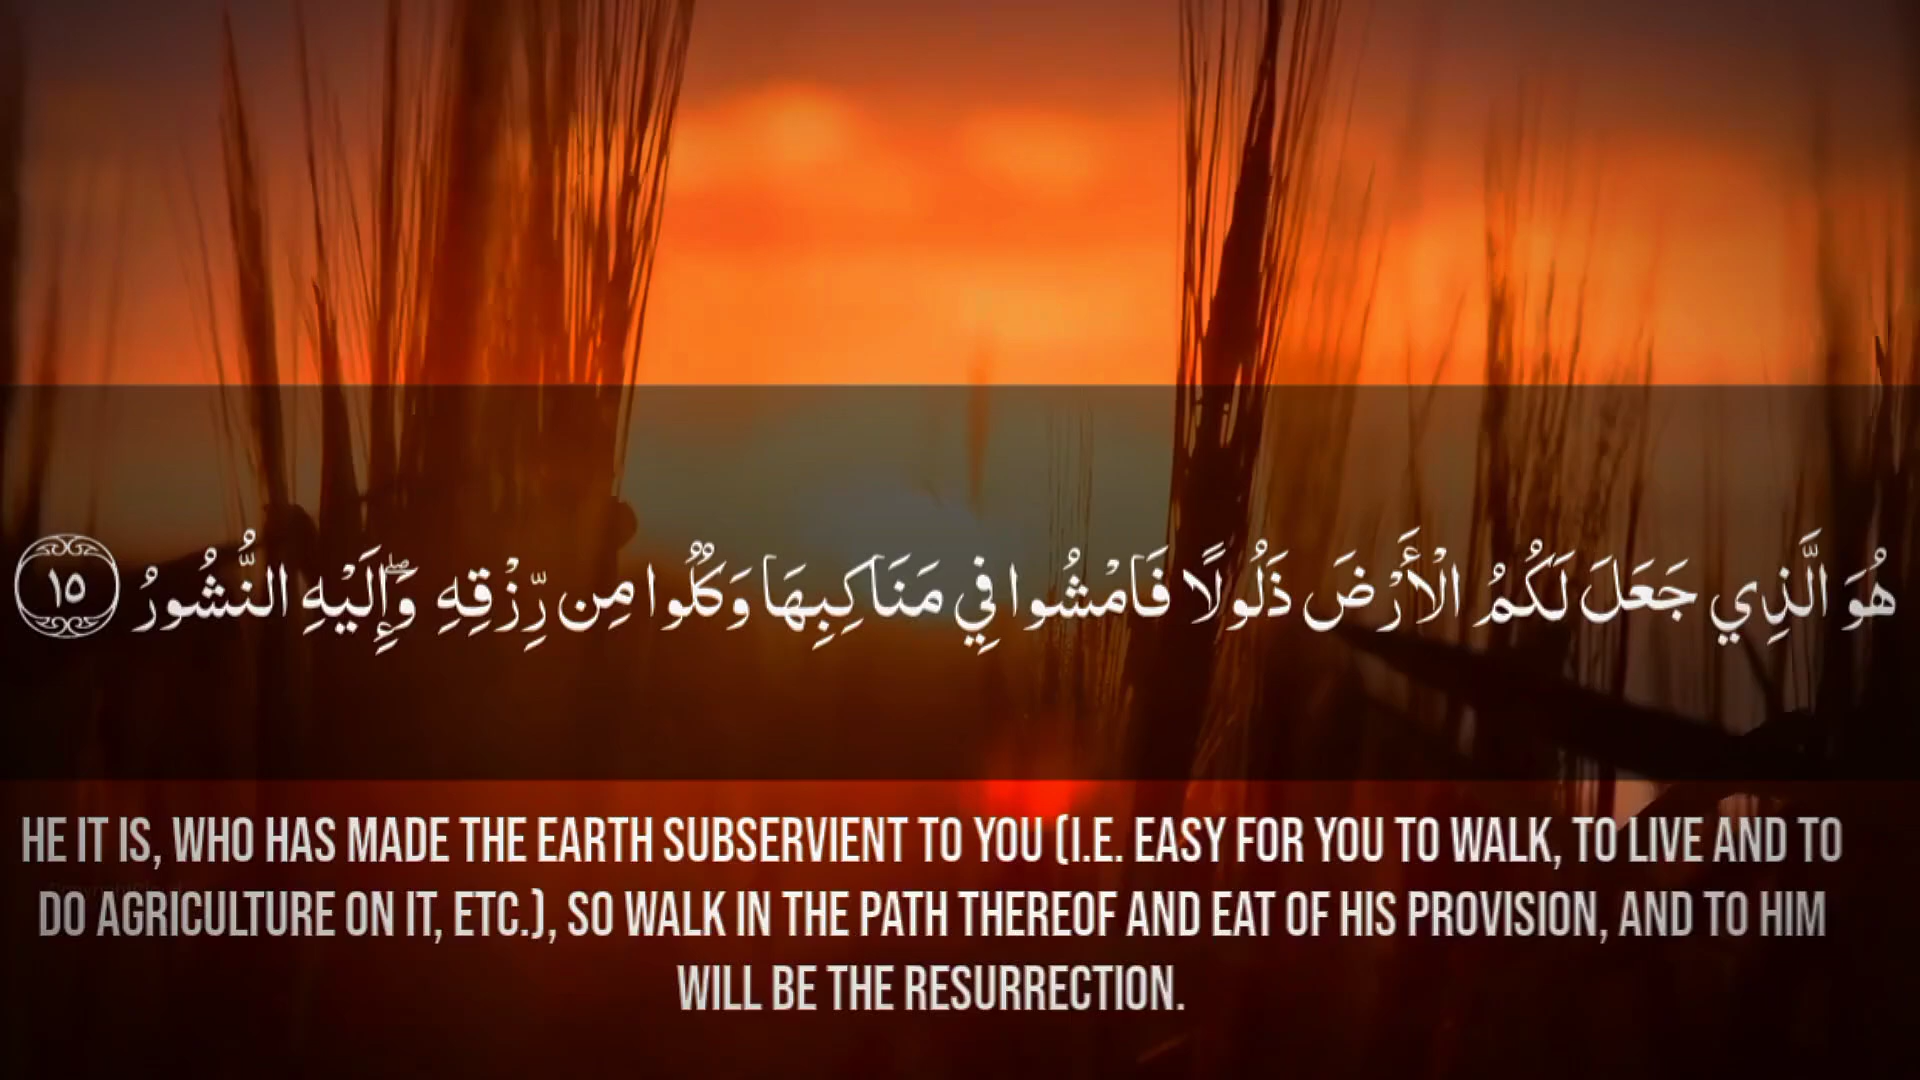 هُوَ الَّذِي جَعَلَ لَكُمُ الْأَرْضَ ذَلُولًا فَامْشُوا فِي مَنَاكِبِهَا وَكُلُوا مِن رِّزْقِهِ ۖ وَإِلَيْهِ النُّشُورُ ١٥
HE IT IS, WHO HAS MADE THE EARTH SUBSERVIENT TO YOU (I.E. EASY FOR YOU TO WALK, TO LIVE AND TO
DO AGRICULTURE ON IT, ETC.), SO WALK IN THE PATH THEREOF AND EAT OF HIS PROVISION, AND TO HIM
WILL BE THE RESURRECTION.